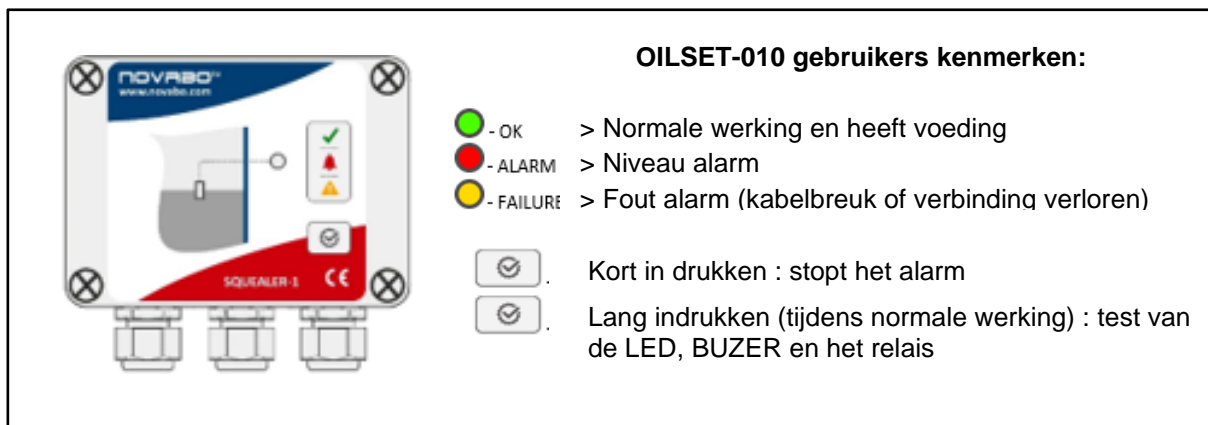 OILSET-010 gebruikers kenmerken:
NOVABO
www.novabo.com
- OK > Normale werking en heeft voeding
- ALARM > Niveau alarm
- FAILURE > Fout alarm (kabelbreuk of verbinding verloren)
SQUEALER-1 CE
. Kort in drukken : stopt het alarm
. Lang indrukken (tijdens normale werking) : test van
de LED, BUZER en het relais